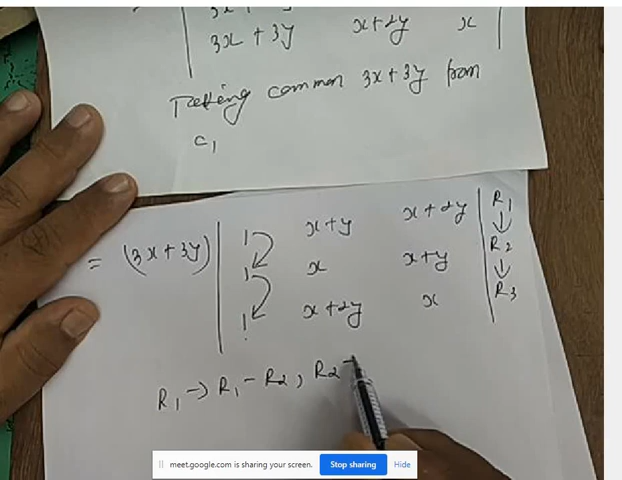 3x + 3y x+2y x
Taking common 3x+3y from
C1
1 x+y x+2y R1
= (3x+3y) 1 x x+y R2
1 x+2y x R3
R1 → R1 - R2, R2 -
meet.google.com is sharing your screen. Stop sharing Hide